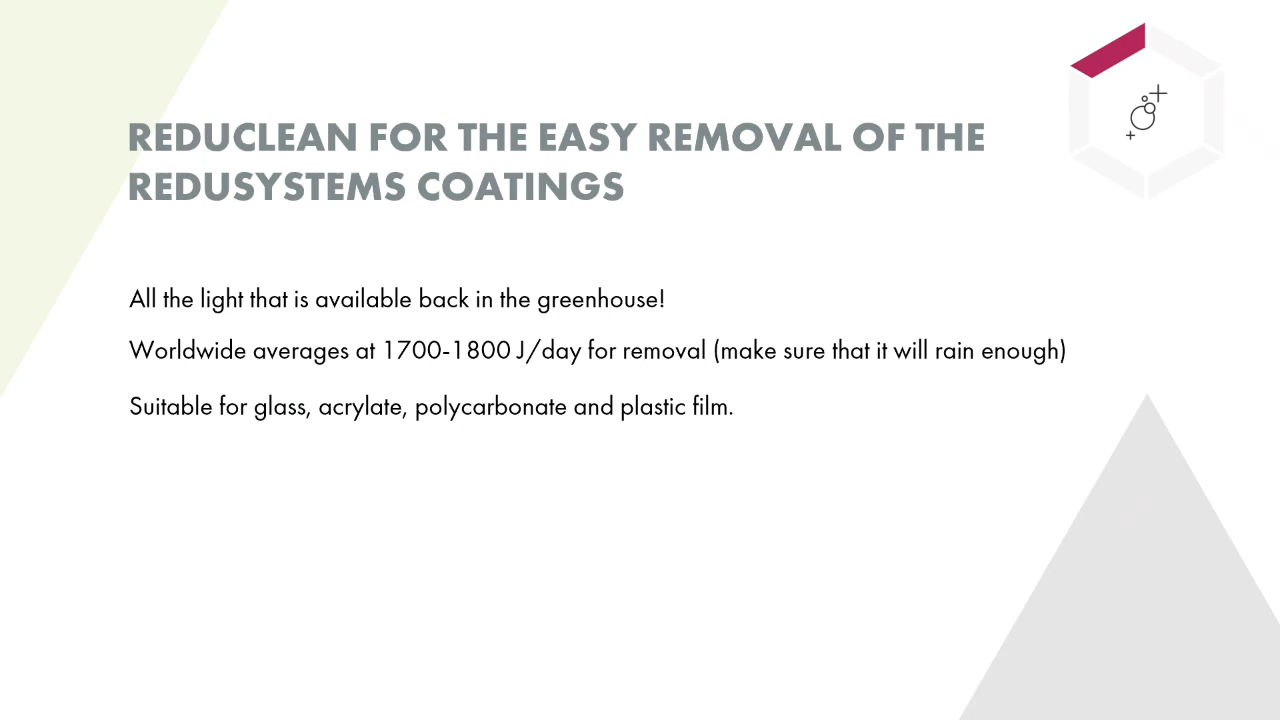 REDUCLEAN FOR THE EASY REMOVAL OF THE
REDUSYSTEMS COATINGS
All the light that is available back in the greenhouse!
Worldwide averages at 1700-1800 J/day for removal (make sure that it will rain enough)
Suitable for glass, acrylate, polycarbonate and plastic film.